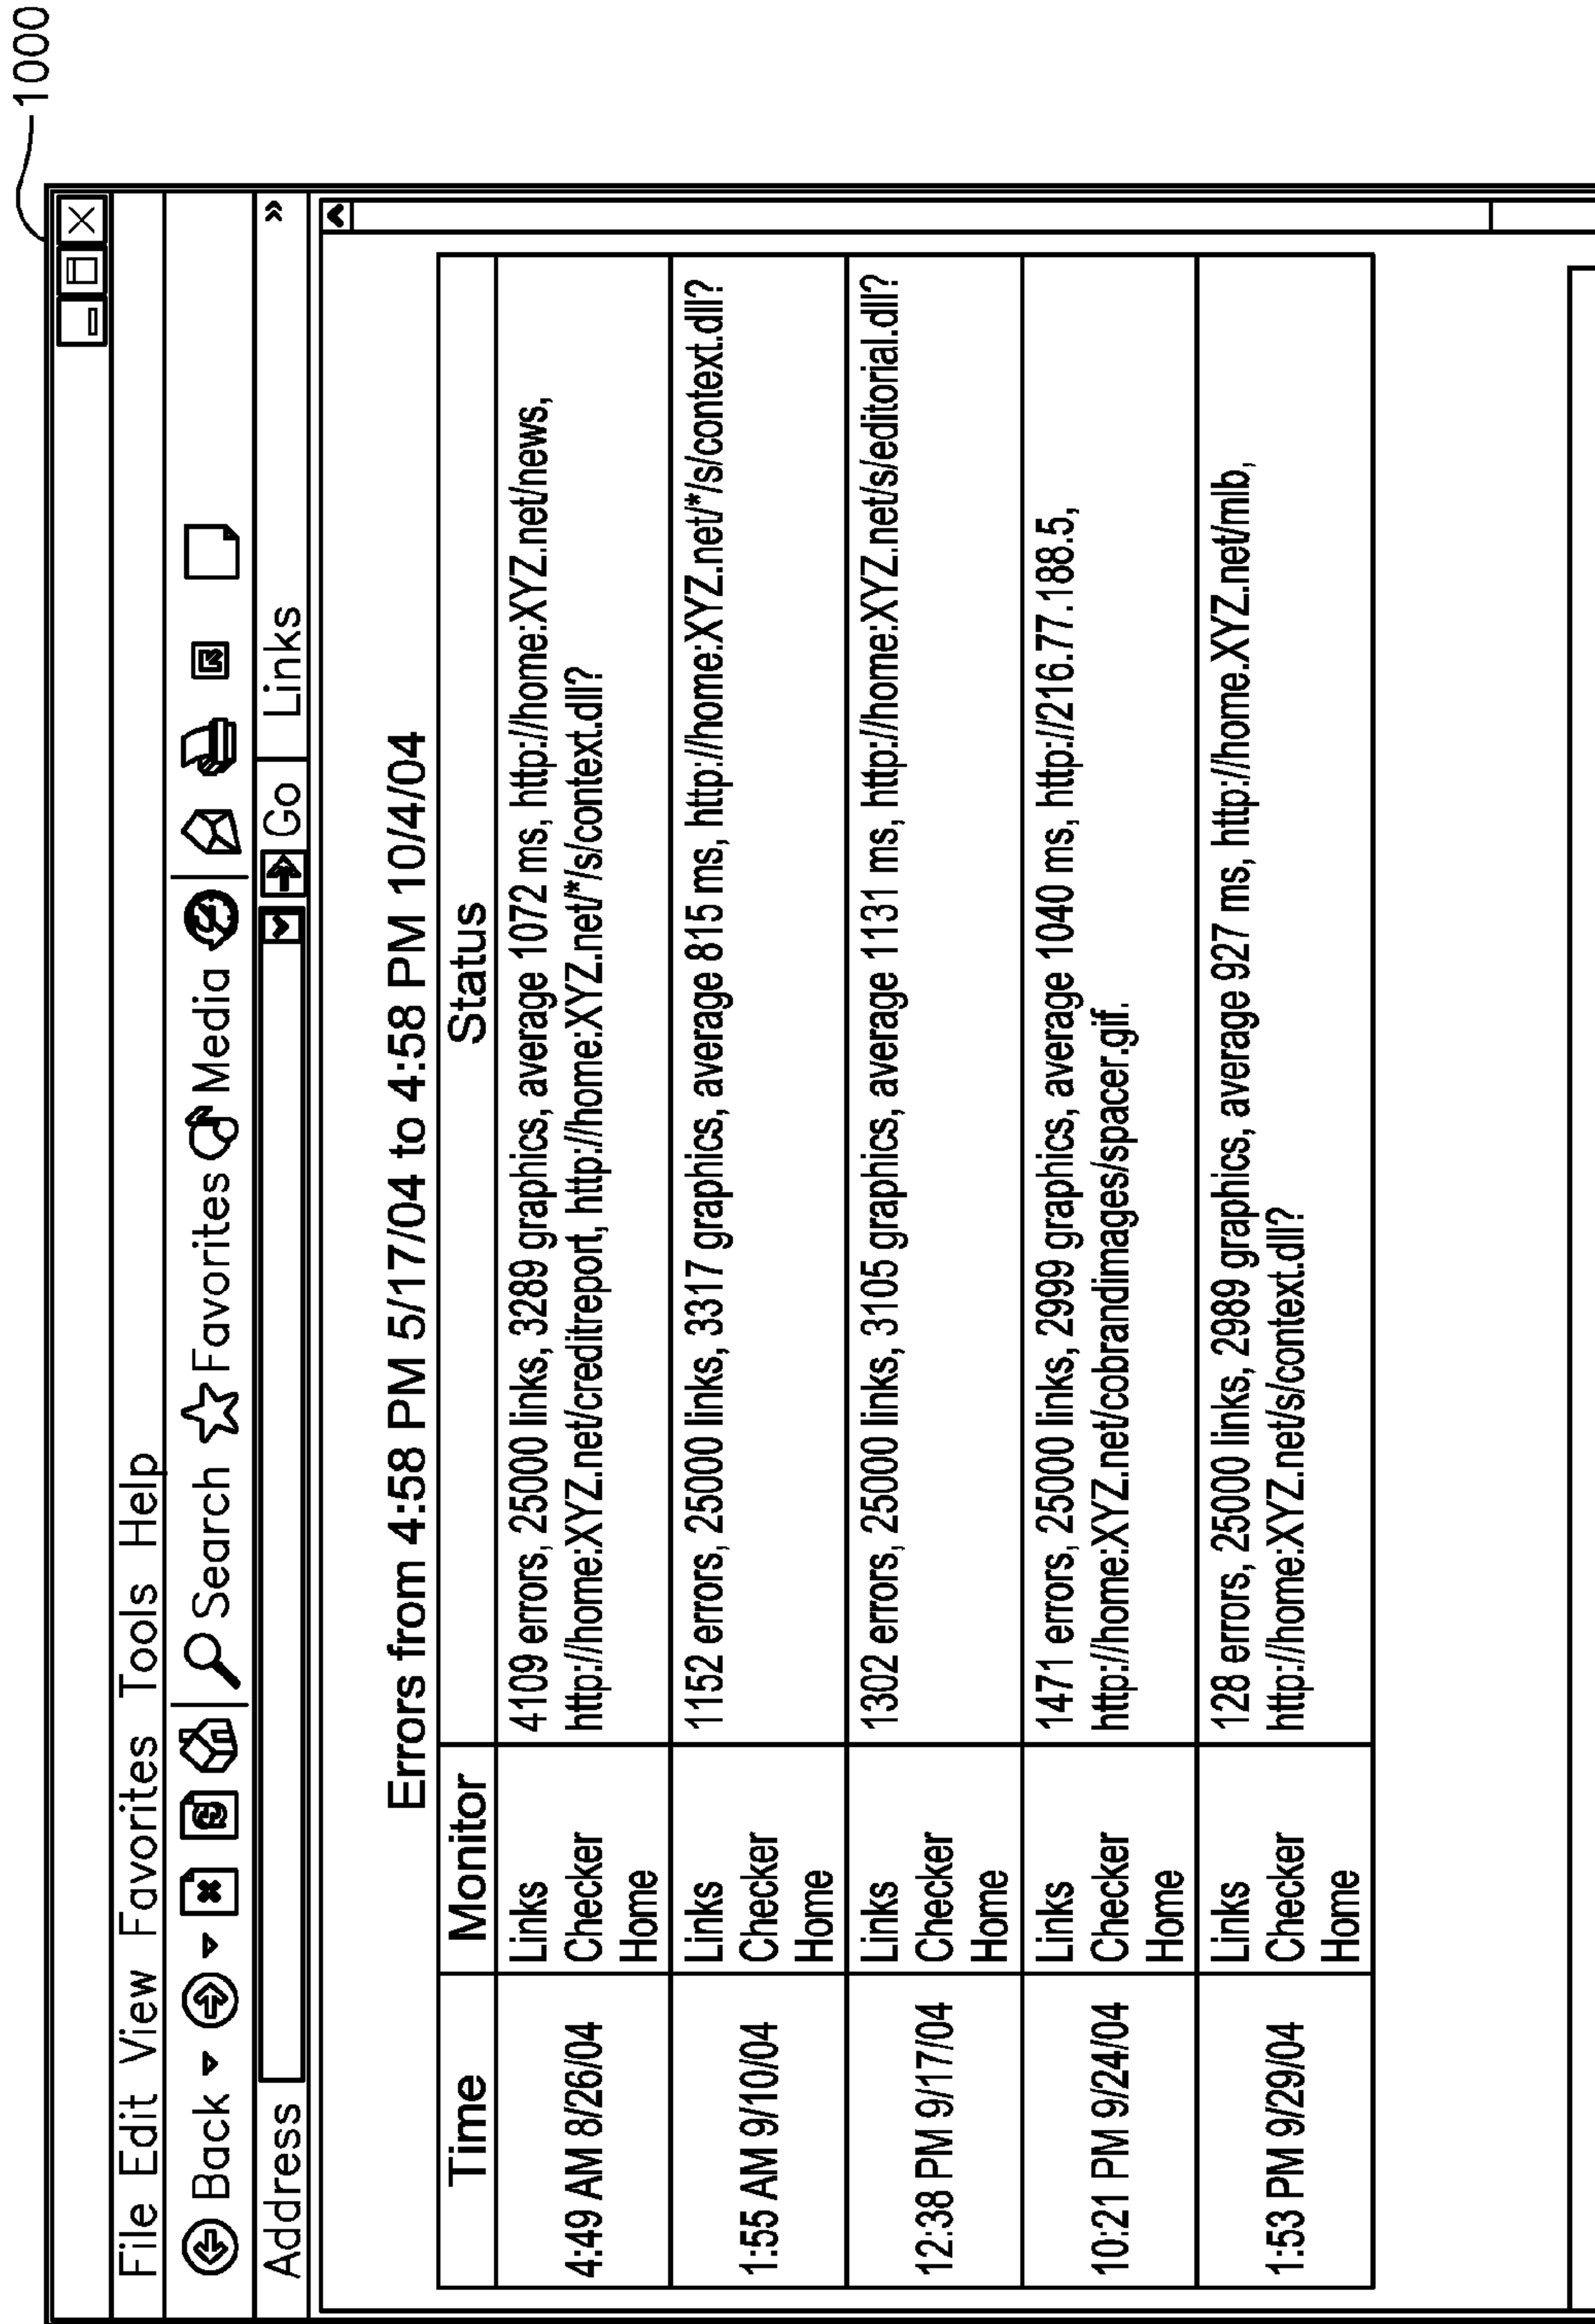 1000
File Edit View Favorites Tools Help
Back Search Favorites Media
Address Go Links »
Errors from 4:58 PM 5/17/04 to 4:58 PM 10/4/04
Time Monitor Status
4:49 AM 8/26/04 Links Checker Home 4109 errors, 25000 links, 3289 graphics, average 1072 ms, http://home:XYZ.net/news,
http://home:XYZ.net/creditreport, http://home:XYZ.net/*/s/context.dll?
1:55 AM 9/10/04 Links Checker Home 1152 errors, 25000 links, 3317 graphics, average 815 ms, http://home:XYZ.net/*/s/context.dll?
12:38 PM 9/17/04 Links Checker Home 1302 errors, 25000 links, 3105 graphics, average 1131 ms, http://home:XYZ.net/s/editorial.dll?
10:21 PM 9/24/04 Links Checker Home 1471 errors, 25000 links, 2999 graphics, average 1040 ms, http://216.77.188.5,
http://home:XYZ.net/cobrandimages/spacer.gif.
1:53 PM 9/29/04 Links Checker Home 128 errors, 25000 links, 2989 graphics, average 927 ms, http://home.XYZ.net/mlb,
http://home:XYZ.net/s/context.dll?